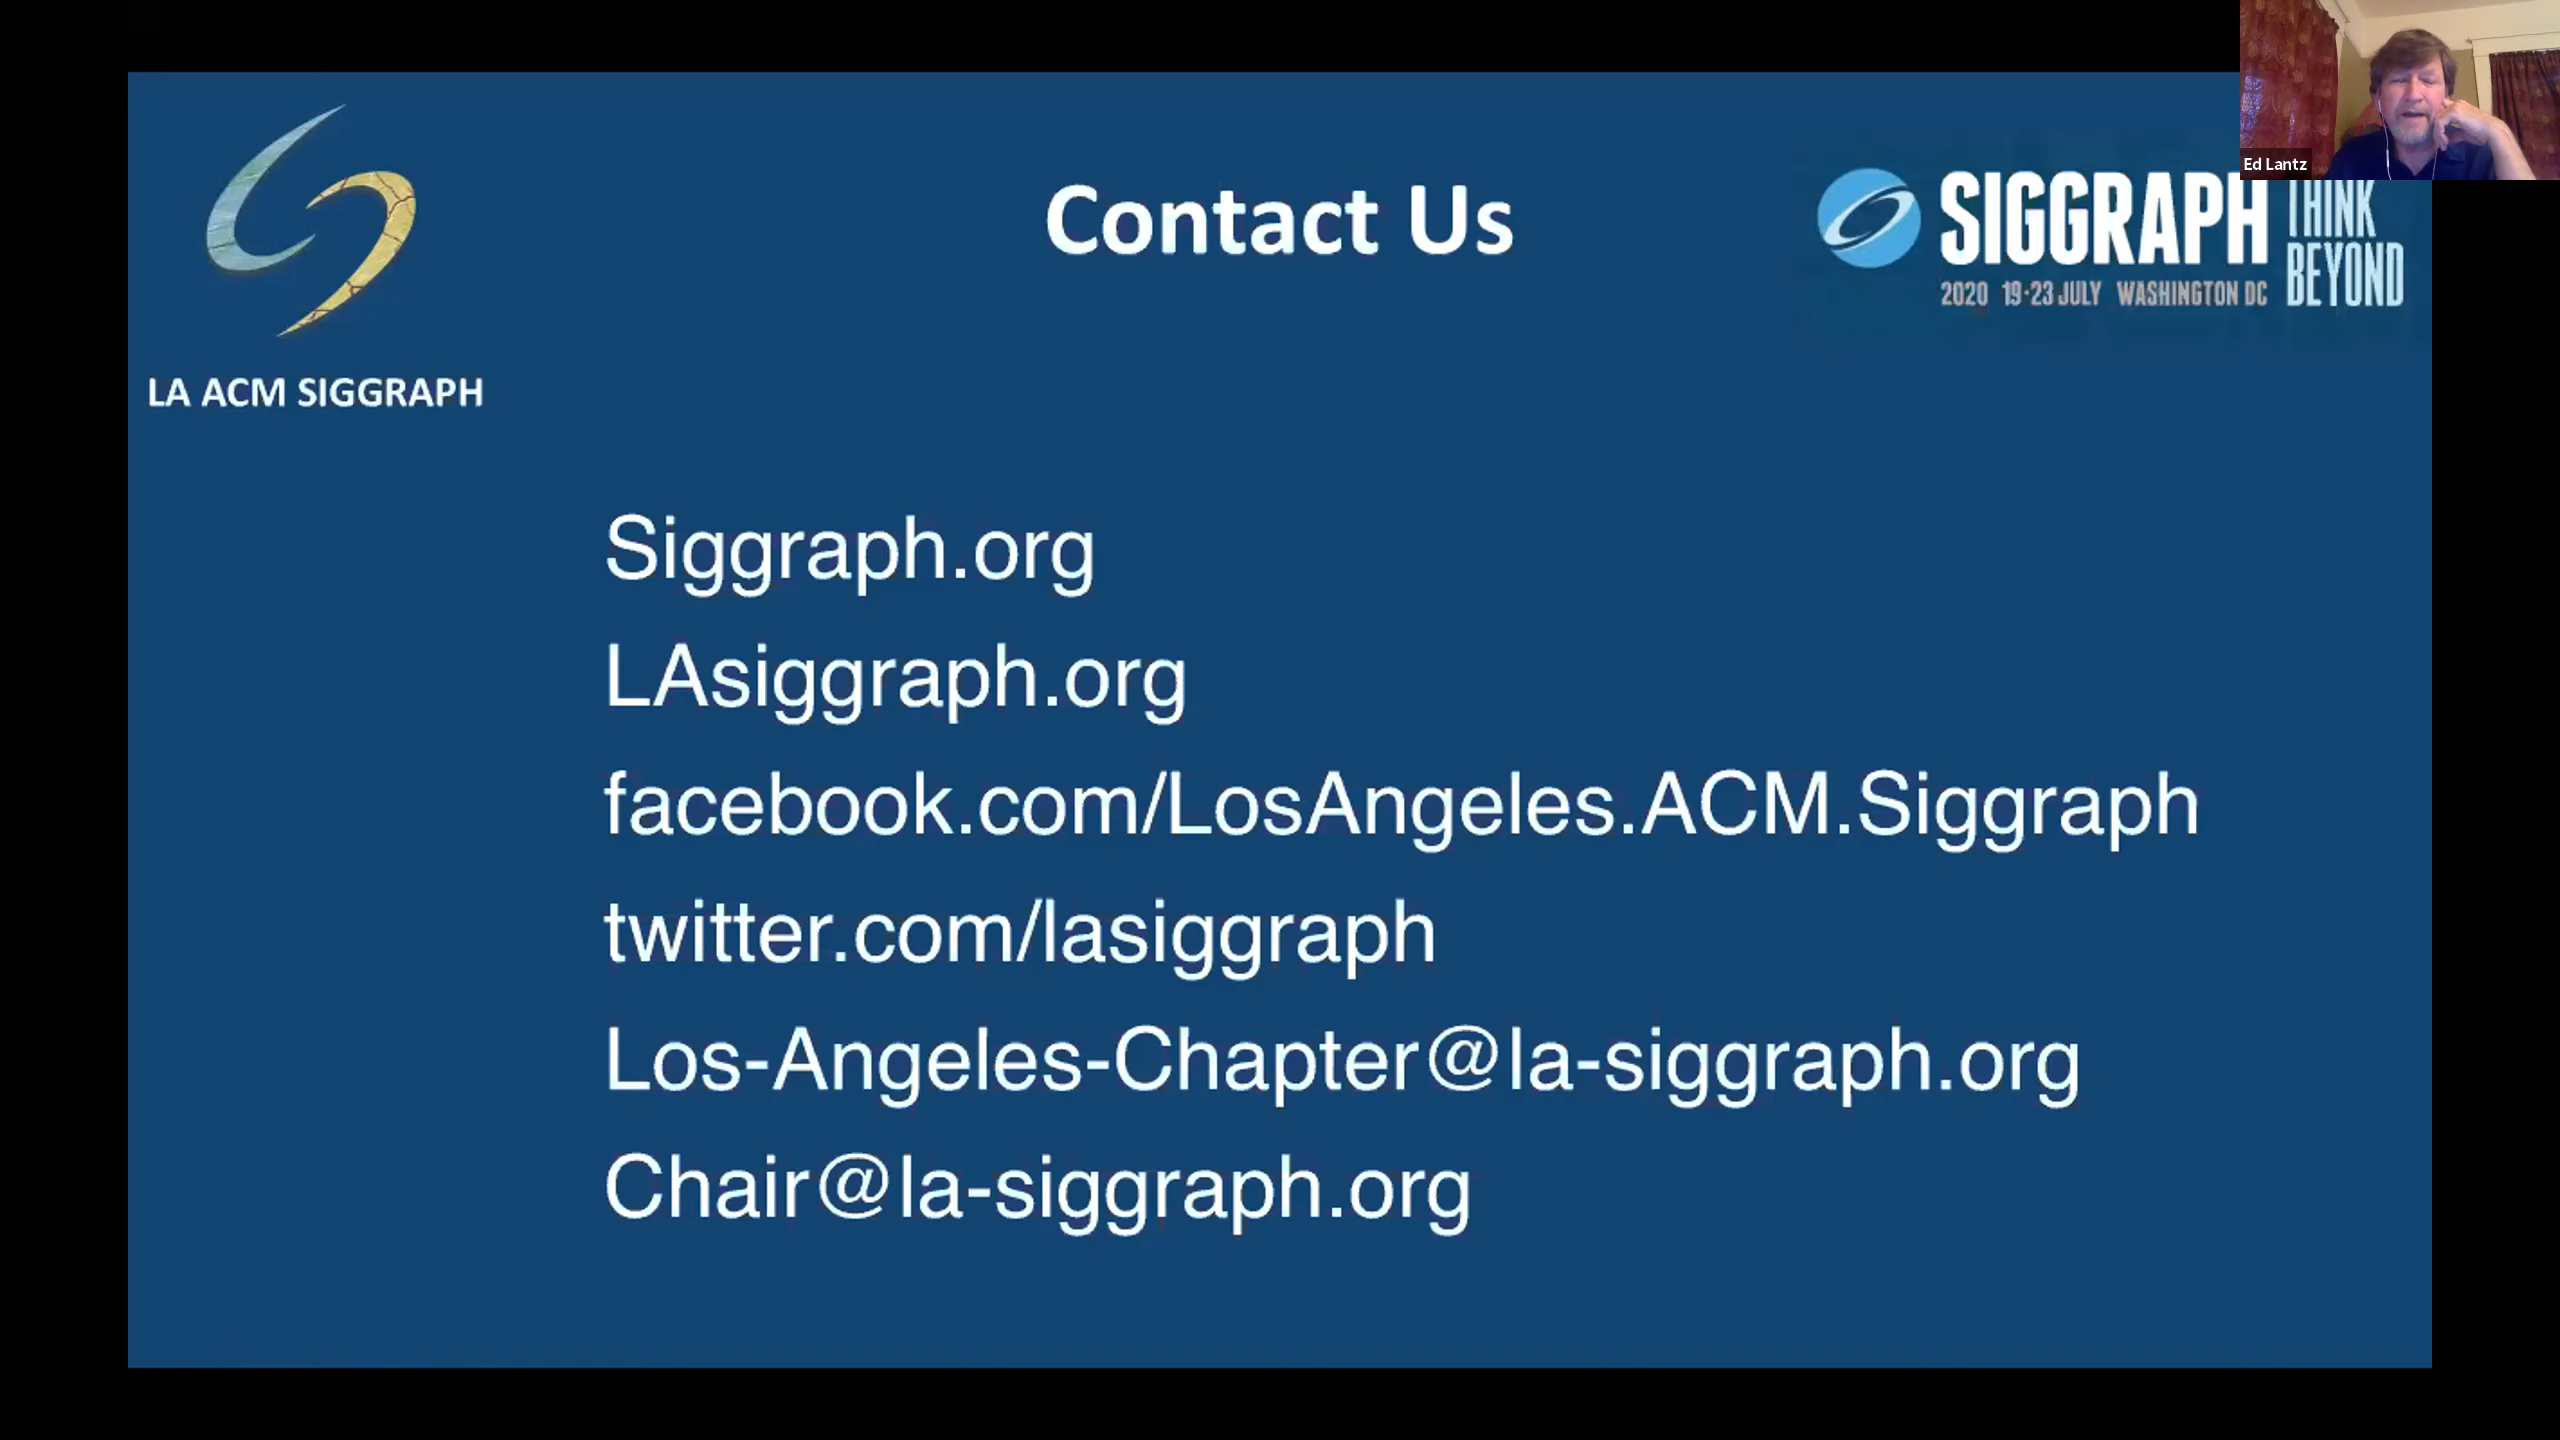 Ed Lantz
Contact Us
SIGGRAPH
THINK
BEYOND
2020 19-23 JULY WASHINGTON DC
LA ACM SIGGRAPH
Siggraph.org
LAsiggraph.org
facebook.com/LosAngeles.ACM.Siggraph
twitter.com/lasiggraph
Los-Angeles-Chapter@la-siggraph.org
Chair@la-siggraph.org